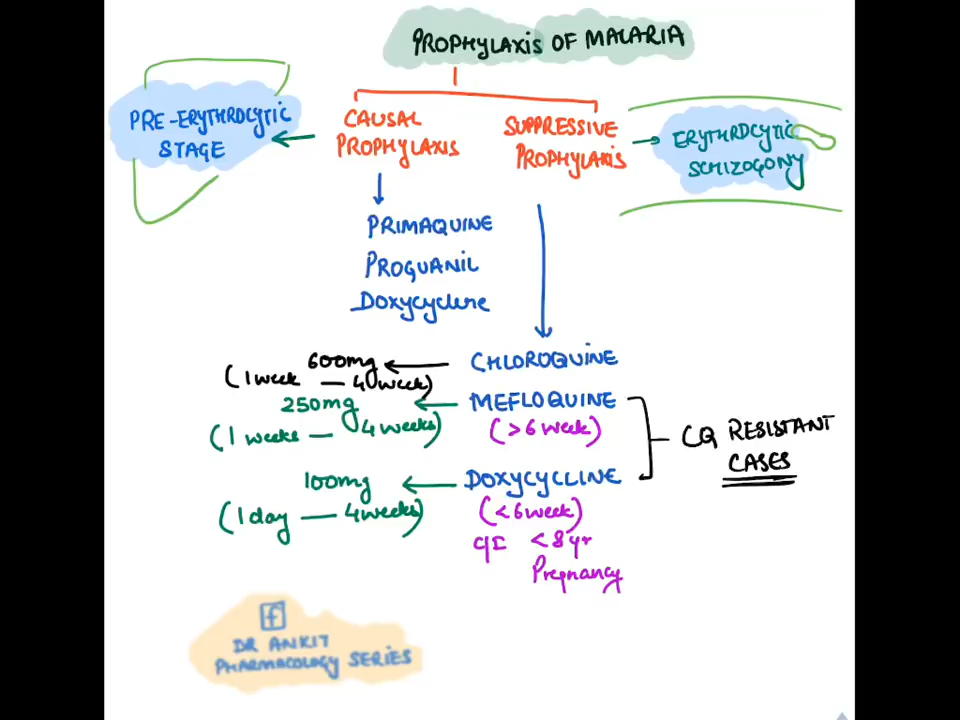 PROPHYLAXIS OF MALARIA
PRE-ERYTHROCYTIC
STAGE
CAUSAL
PROPHYLAXIS
SUPPRESSIVE
PROPHYLAXIS
ERYTHROCYTIC
SCHIZOGONY
PRIMAQUINE
PROGUANIL
DOXYCYCLINE
600mg
(1 week — 40 week)
CHLOROQUINE
250mg
(1 weeks — 4 weeks)
MEFLOQUINE
(>6 week)
CQ RESISTANT
CASES
100mg
(1 day — 4 weeks)
DOXYCYCLINE
(<6 week)
C/I <8 yr
Pregnancy
f
DR ANKIT
PHARMACOLOGY SERIES